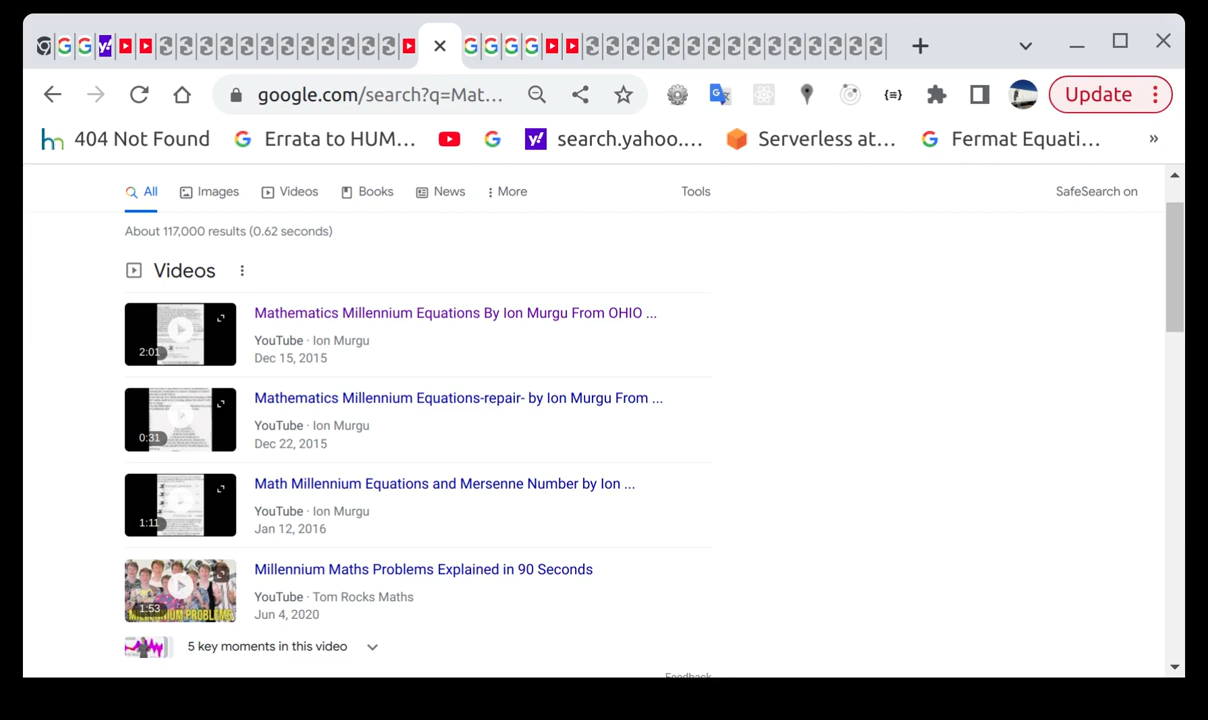 google.com/search?q=Mat...
Update
404 Not Found
Errata to HUM...
search.yahoo....
Serverless at...
Fermat Equati...
»
All
Images
Videos
Books
News
More
Tools
SafeSearch on
About 117,000 results (0.62 seconds)
Videos
Mathematics Millennium Equations By Ion Murgu From OHIO ...
YouTube · Ion Murgu
Dec 15, 2015
2:01
Mathematics Millennium Equations-repair- by Ion Murgu From ...
YouTube · Ion Murgu
Dec 22, 2015
0:31
Math Millennium Equations and Mersenne Number by Ion ...
YouTube · Ion Murgu
Jan 12, 2016
1:11
Millennium Maths Problems Explained in 90 Seconds
YouTube · Tom Rocks Maths
Jun 4, 2020
1:53
5 key moments in this video
Feedback